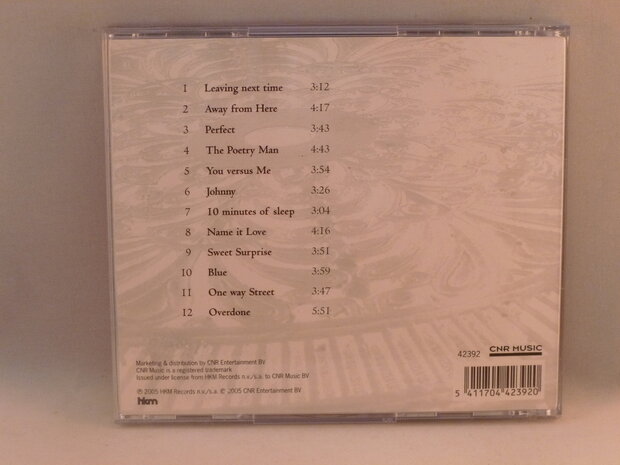 1 Leaving next time 3:12
2 Away from Here 4:17
3 Perfect 3:43
4 The Poetry Man 4:43
5 You versus Me 3:54
6 Johnny 3:26
7 10 minutes of sleep 3:04
8 Name it Love 4:16
9 Sweet Surprise 3:51
10 Blue 3:59
11 One way Street 3:47
12 Overdone 5:51
Marketing & distribution by CNR Entertainment BV
CNR Music is a registered trademark
Issued under license from HKM Records n.v./s.a. to CNR Music BV
℗ 2005 HKM Records n.v./s.a. © 2005 CNR Entertainment BV
hkm
42392 CNR MUSIC
5 411704 423920